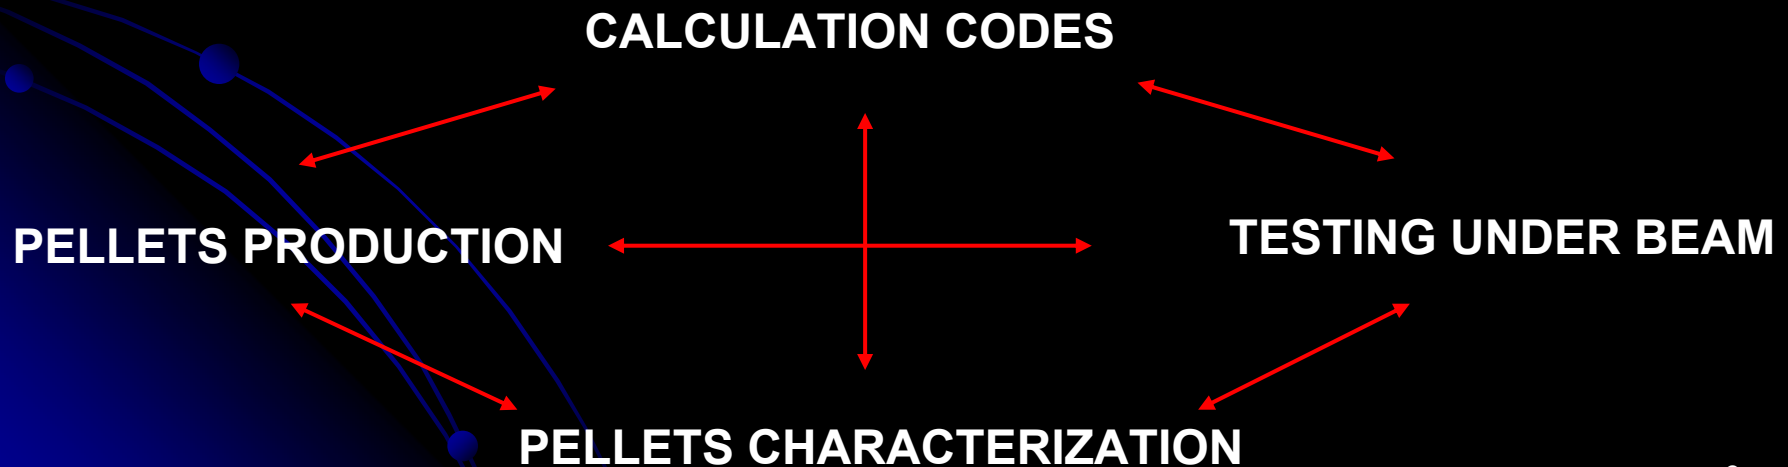 CALCULATION CODES
PELLETS PRODUCTION
TESTING UNDER BEAM
PELLETS CHARACTERIZATION